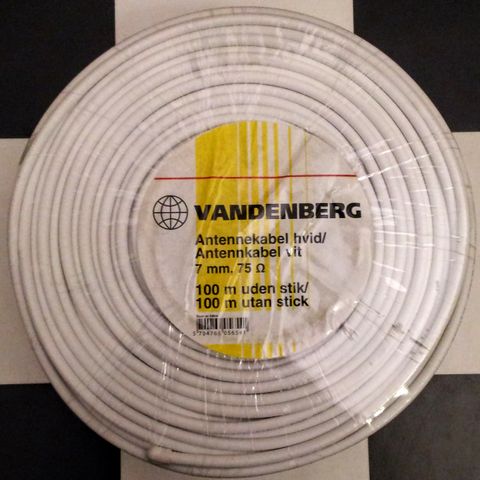 VANDENBERG
Antennekabel hvid/
Antennkabel vit
7 mm. 75 Ω
100 m uden stik/
100 m utan stick